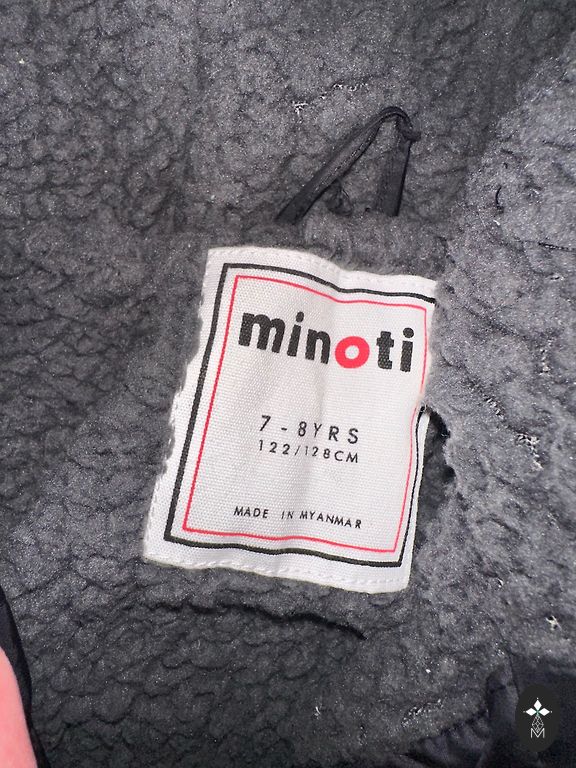 minoti
7 - 8YRS
122/128CM
MADE IN MYANMAR
M